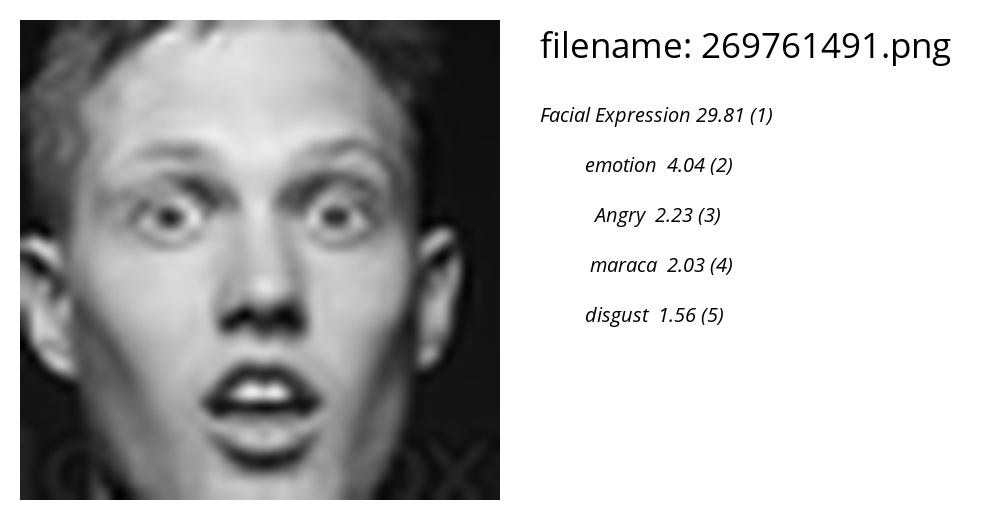 filename: 269761491.png
Facial Expression 29.81 (1)
emotion 4.04 (2)
Angry 2.23 (3)
maraca 2.03 (4)
disgust 1.56 (5)